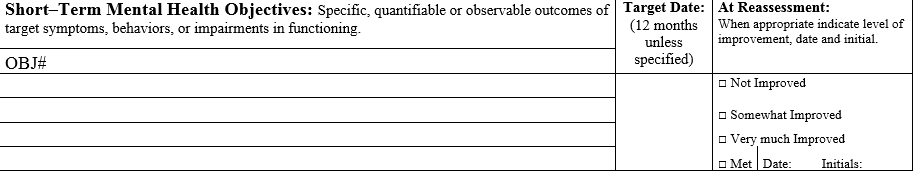 Short–Term Mental Health Objectives: Specific, quantifiable or observable outcomes of
target symptoms, behaviors, or impairments in functioning.
OBJ#
Target Date:
(12 months
unless
specified)
At Reassessment:
When appropriate indicate level of
improvement, date and initial.
□ Not Improved
□ Somewhat Improved
□ Very much Improved
□ Met Date: Initials: